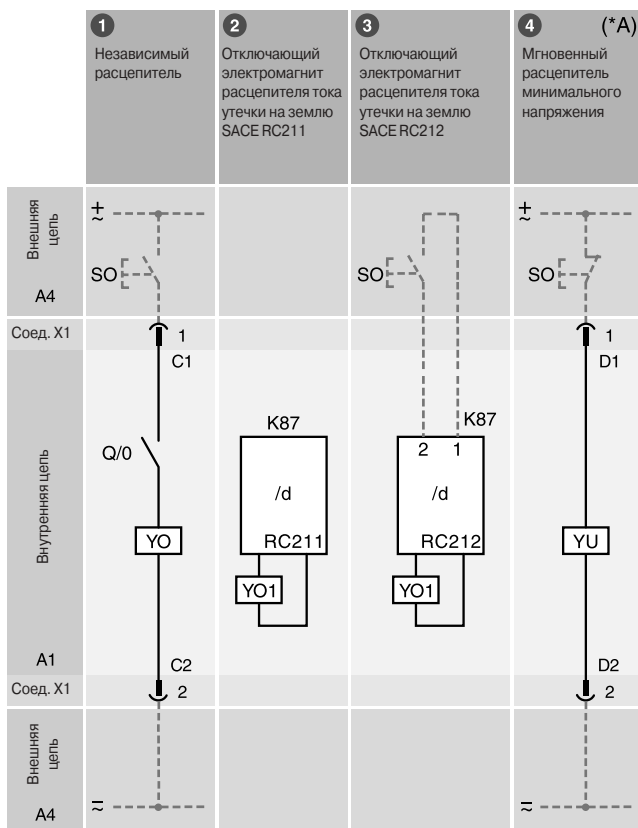 1
Независимый
расцепитель
2
Отключающий
электромагнит
расцепителя тока
утечки на землю
SACE RC211
3
Отключающий
электромагнит
расцепителя тока
утечки на землю
SACE RC212
4 (*A)
Мгновенный
расцепитель
минимального
напряжения
Внешняя
цепь
A4
+
~
SO
SO
+
~
SO
Соед. X1
1
1
C1
D1
Внутренняя цепь
A1
Q/0
YO
K87
/d
RC211
YO1
K87
2 1
/d
RC212
YO1
YU
C2
D2
Соед. X1
2
2
Внешняя
цепь
A4